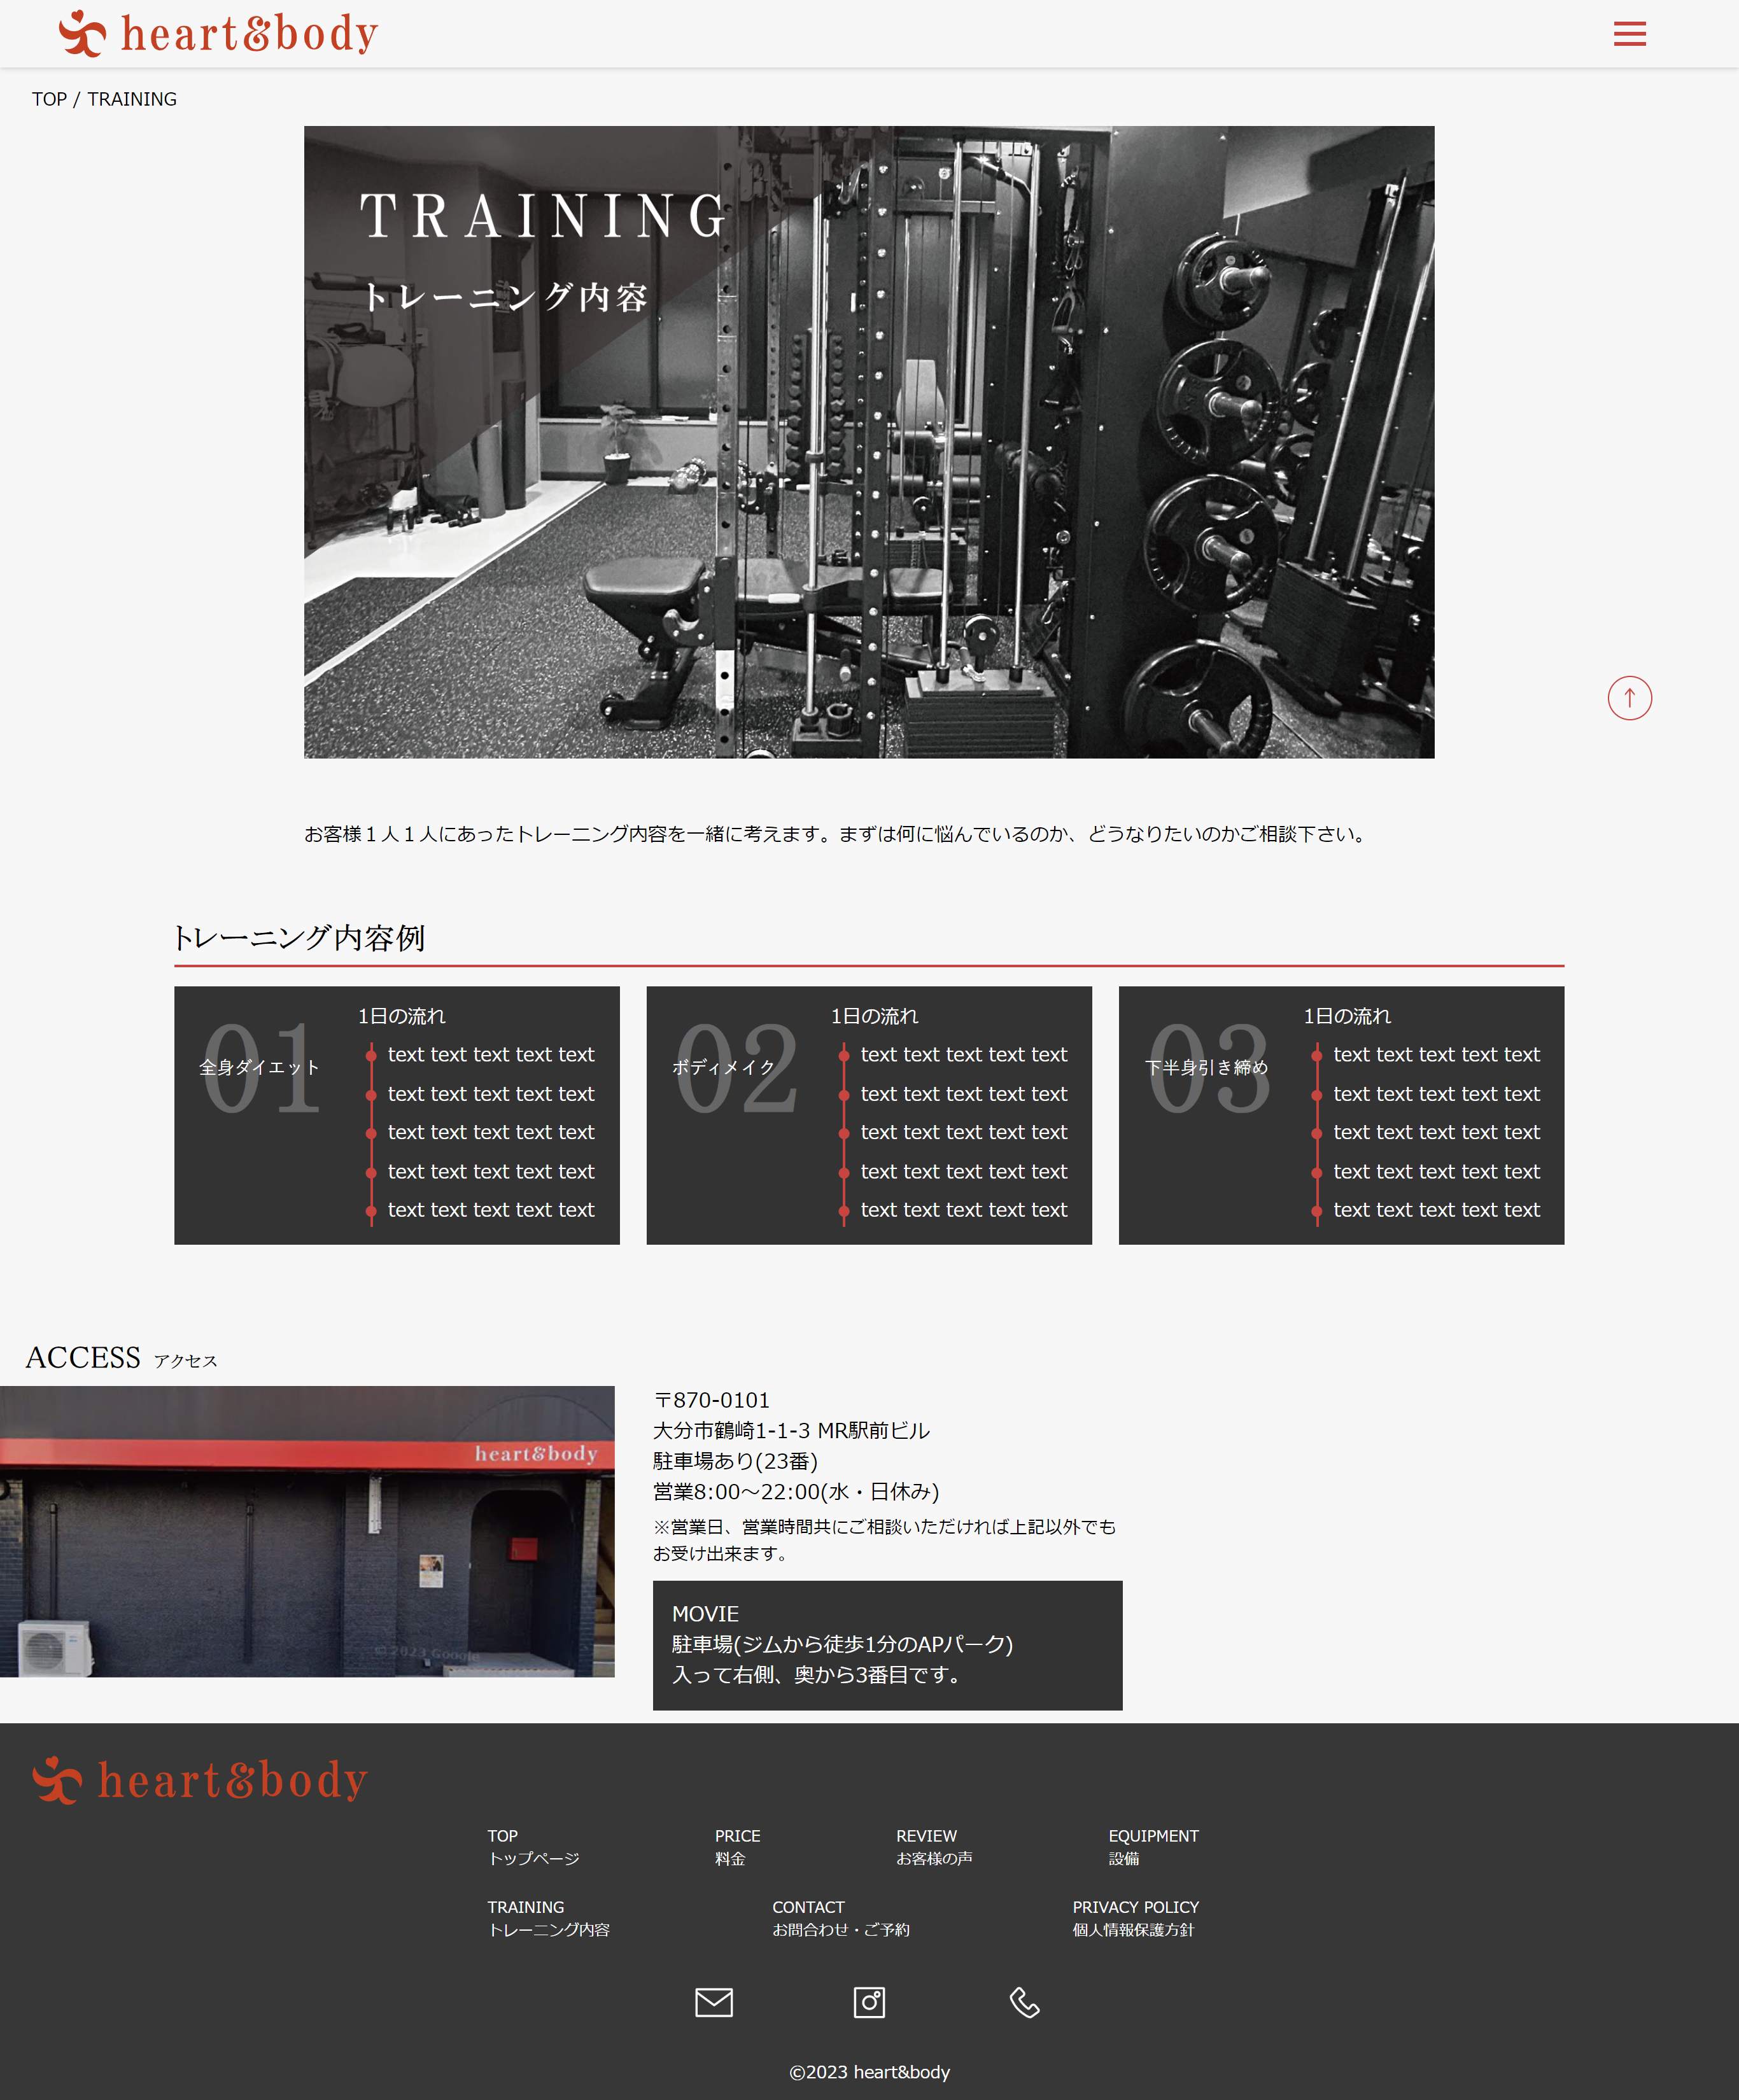 heart&body
TOP / TRAINING
TRAINING
トレーニング内容
お客様１人１人にあったトレーニング内容を一緒に考えます。まずは何に悩んでいるのか、どうなりたいのかご相談下さい。
トレーニング内容例
01
全身ダイエット
1日の流れ
text text text text text
text text text text text
text text text text text
text text text text text
text text text text text
02
ボディメイク
1日の流れ
text text text text text
text text text text text
text text text text text
text text text text text
text text text text text
03
下半身引き締め
1日の流れ
text text text text text
text text text text text
text text text text text
text text text text text
text text text text text
ACCESS アクセス
heart&body
© 2023 Google
〒870-0101
大分市鶴崎1-1-3 MR駅前ビル
駐車場あり(23番)
営業8:00～22:00(水・日休み)
※営業日、営業時間共にご相談いただければ上記以外でも
お受け出来ます。
MOVIE
駐車場(ジムから徒歩1分のAPパーク)
入って右側、奥から3番目です。
heart&body
TOP
トップページ
PRICE
料金
REVIEW
お客様の声
EQUIPMENT
設備
TRAINING
トレーニング内容
CONTACT
お問合わせ・ご予約
PRIVACY POLICY
個人情報保護方針
©2023 heart&body